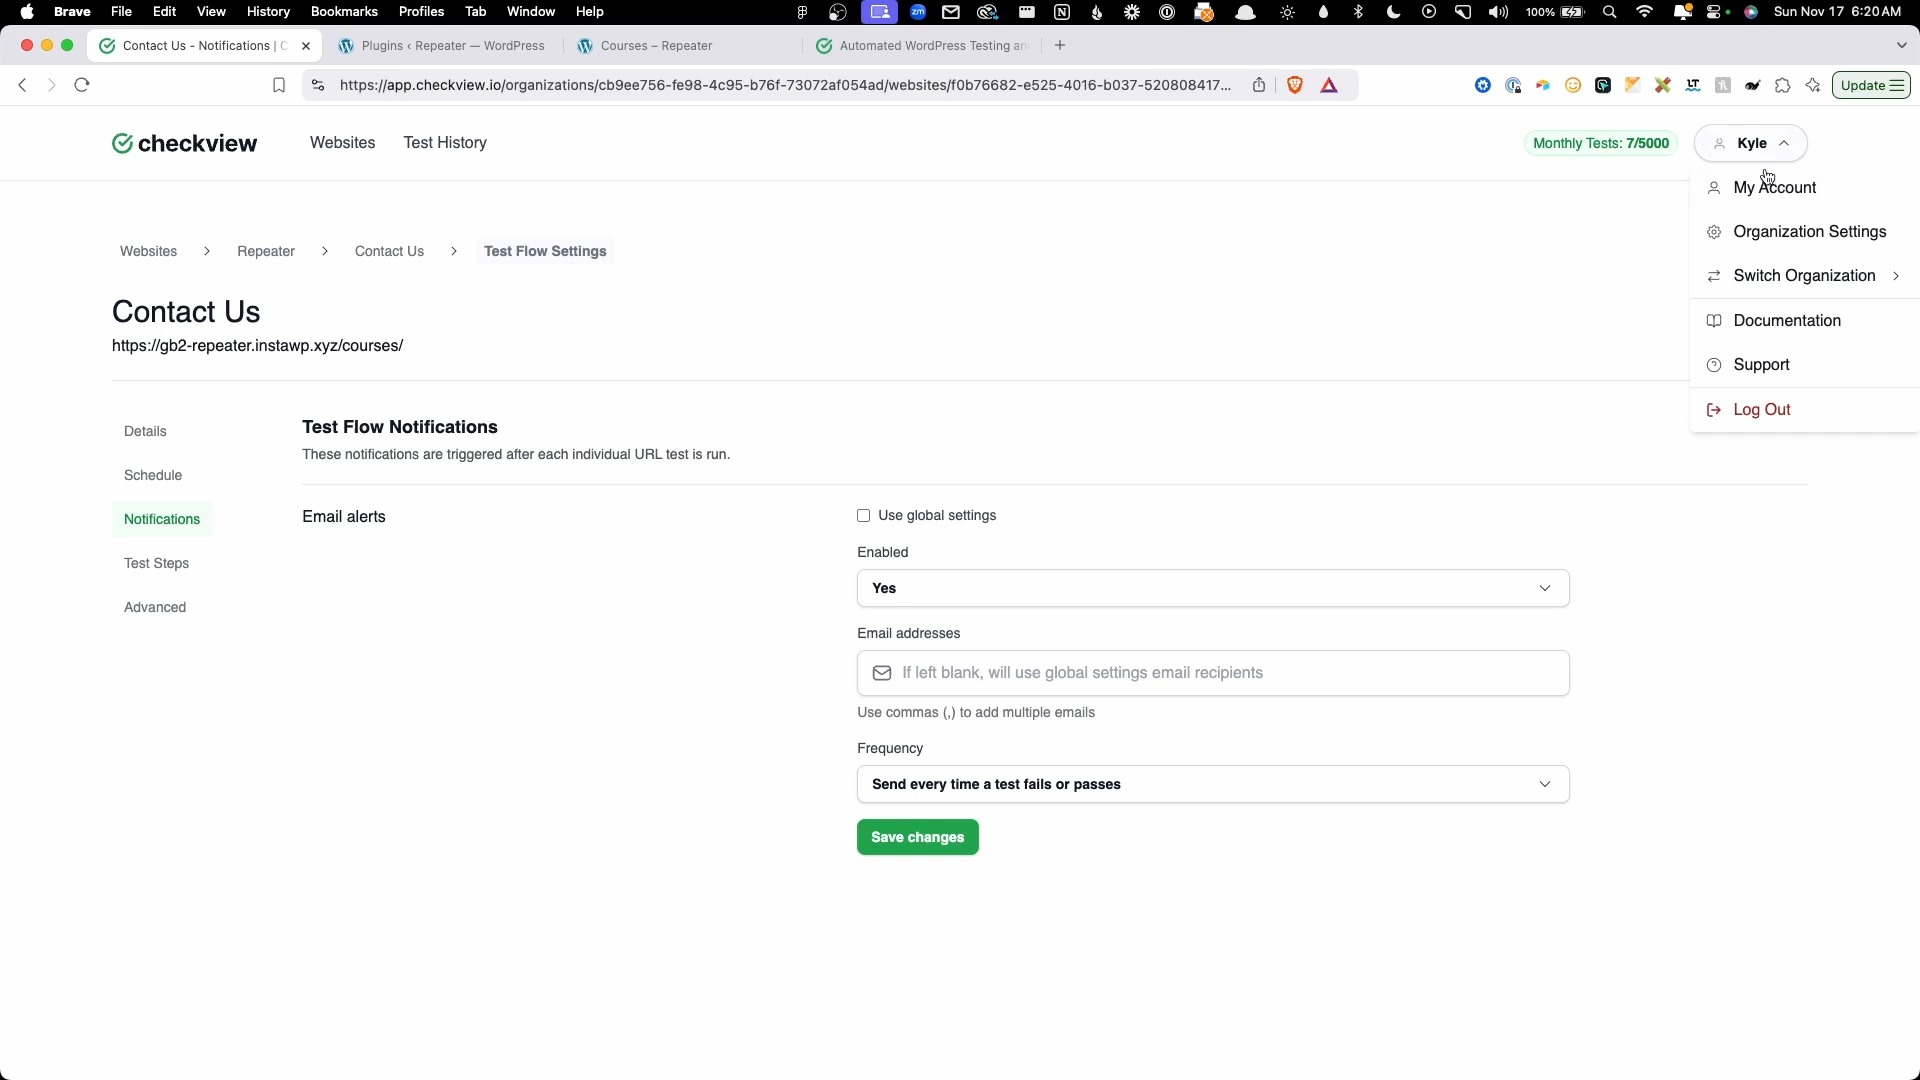 Brave File Edit View History Bookmarks Profiles Tab Window Help zm 100% Sun Nov 17 6:20 AM
Contact Us - Notifications | C Plugins ‹ Repeater — WordPress Courses – Repeater Automated WordPress Testing an
https://app.checkview.io/organizations/cb9ee756-fe98-4c95-b76f-73072af054ad/websites/f0b76682-e525-4016-b037-520808417... Update
checkview Websites Test History Monthly Tests: 7/5000 Kyle
My Account
Organization Settings
Switch Organization
Documentation
Support
Log Out
Websites > Repeater > Contact Us > Test Flow Settings
Contact Us
https://gb2-repeater.instawp.xyz/courses/
Details
Schedule
Notifications
Test Steps
Advanced
Test Flow Notifications
These notifications are triggered after each individual URL test is run.
Email alerts
Use global settings
Enabled
Yes
Email addresses
If left blank, will use global settings email recipients
Use commas (,) to add multiple emails
Frequency
Send every time a test fails or passes
Save changes